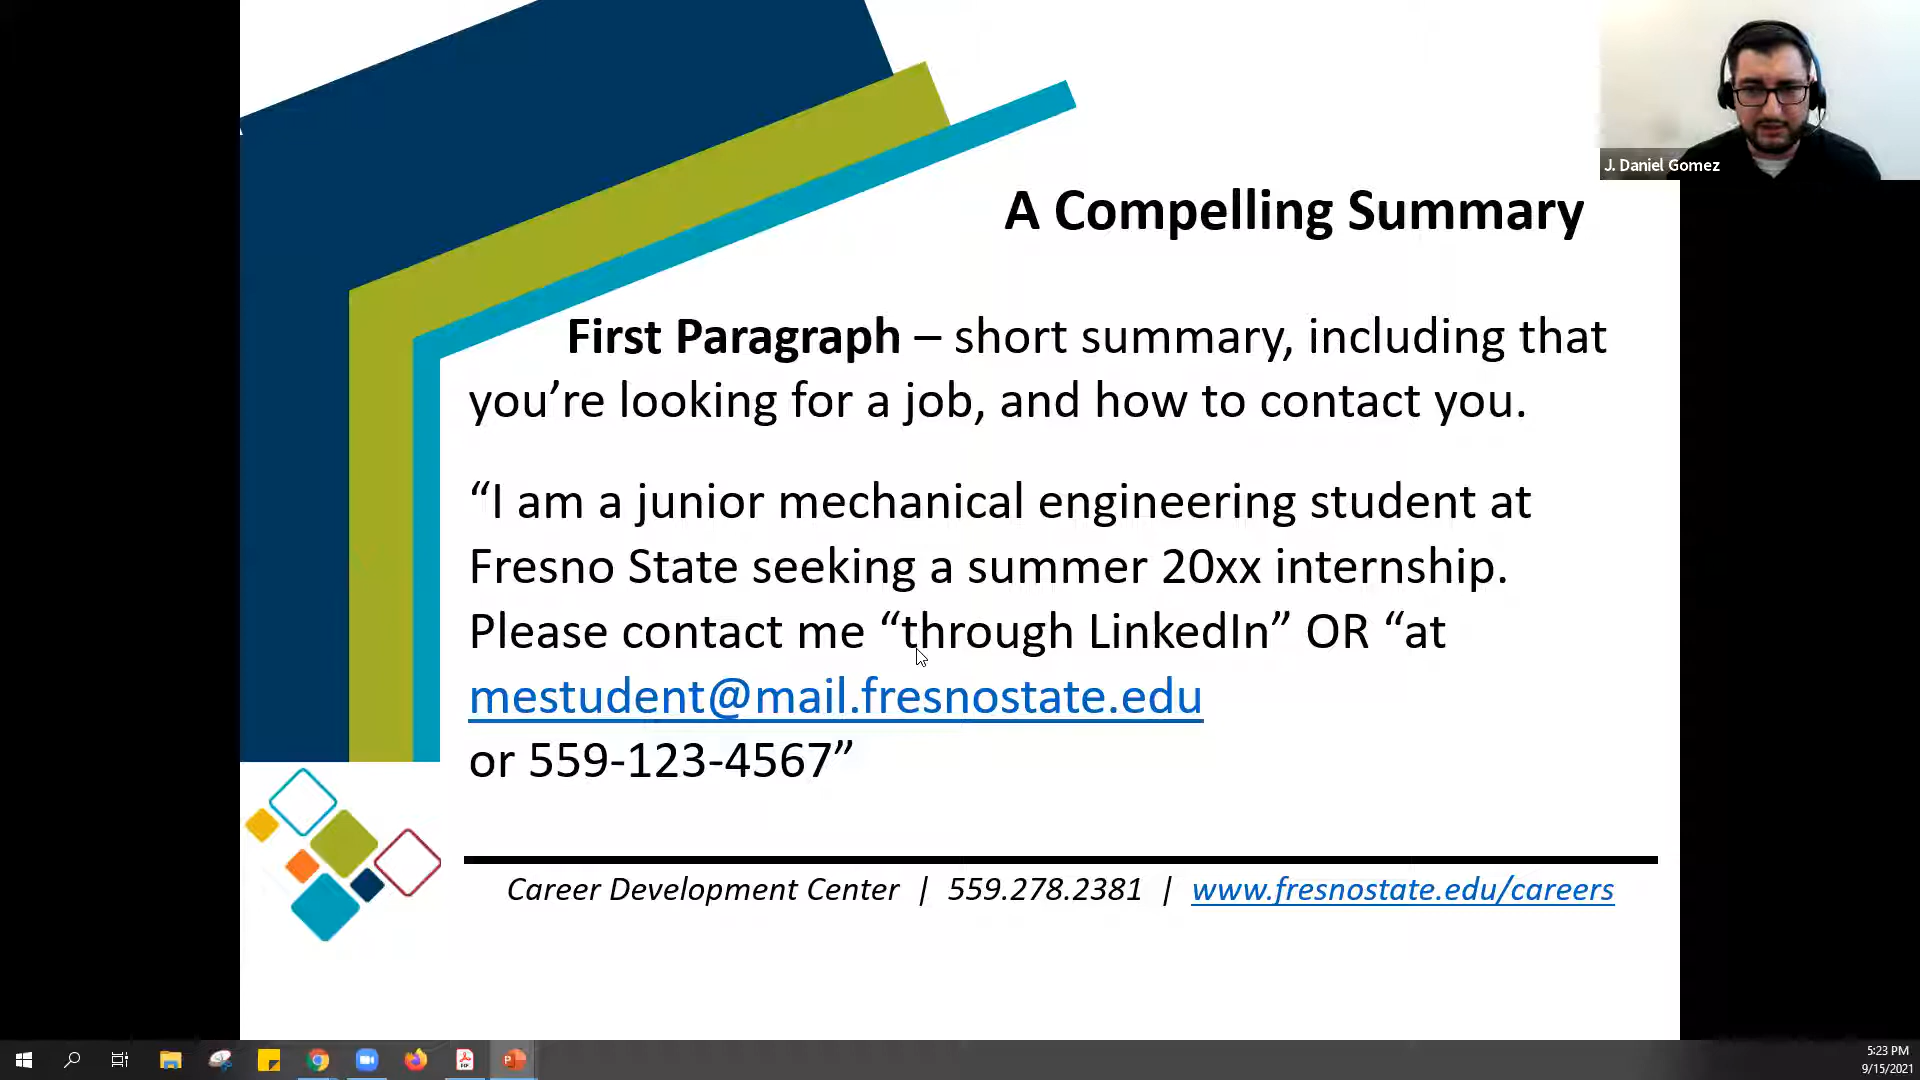 J. Daniel Gomez
A Compelling Summary
First Paragraph – short summary, including that
you’re looking for a job, and how to contact you.
“I am a junior mechanical engineering student at
Fresno State seeking a summer 20xx internship.
Please contact me “through LinkedIn” OR “at
mestudent@mail.fresnostate.edu
or 559-123-4567”
Career Development Center | 559.278.2381 | www.fresnostate.edu/careers
5:23 PM
9/15/2021